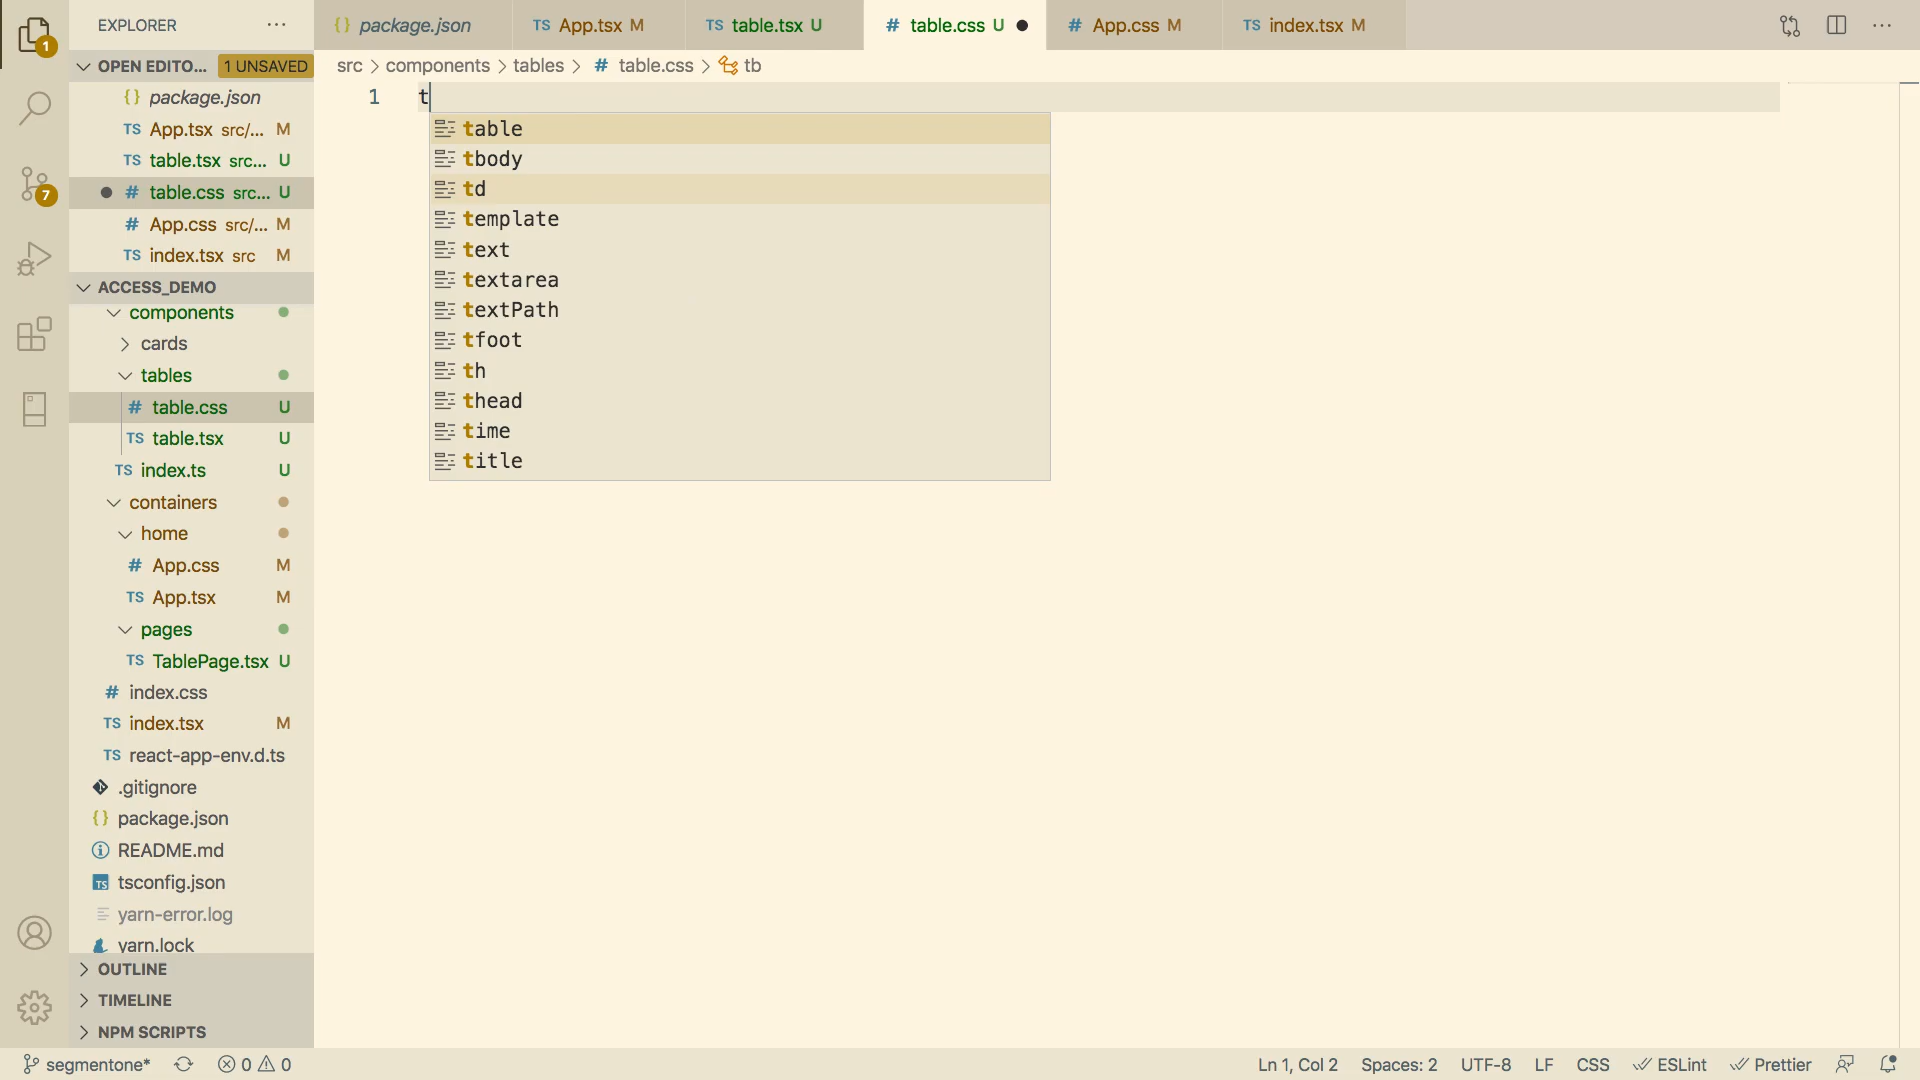 EXPLORER
package.json
TS App.tsx M
TS table.tsx U
# table.css U
# App.css M
TS index.tsx M
1
OPEN EDITO... 1 UNSAVED
src > components > tables > # table.css > tb
{} package.json
TS App.tsx src/... M
TS table.tsx src... U
# table.css src... U
# App.css src/... M
TS index.tsx src M
7
ACCESS_DEMO
components
cards
tables
# table.css U
TS table.tsx U
TS index.ts U
containers
home
# App.css M
TS App.tsx M
pages
TS TablePage.tsx U
# index.css
TS index.tsx M
TS react-app-env.d.ts
.gitignore
{} package.json
README.md
TS tsconfig.json
yarn-error.log
yarn.lock
OUTLINE
TIMELINE
NPM SCRIPTS
1 t
table
tbody
td
template
text
textarea
textPath
tfoot
th
thead
time
title
segmentone* 0 0
Ln 1, Col 2 Spaces: 2 UTF-8 LF CSS ESLint Prettier